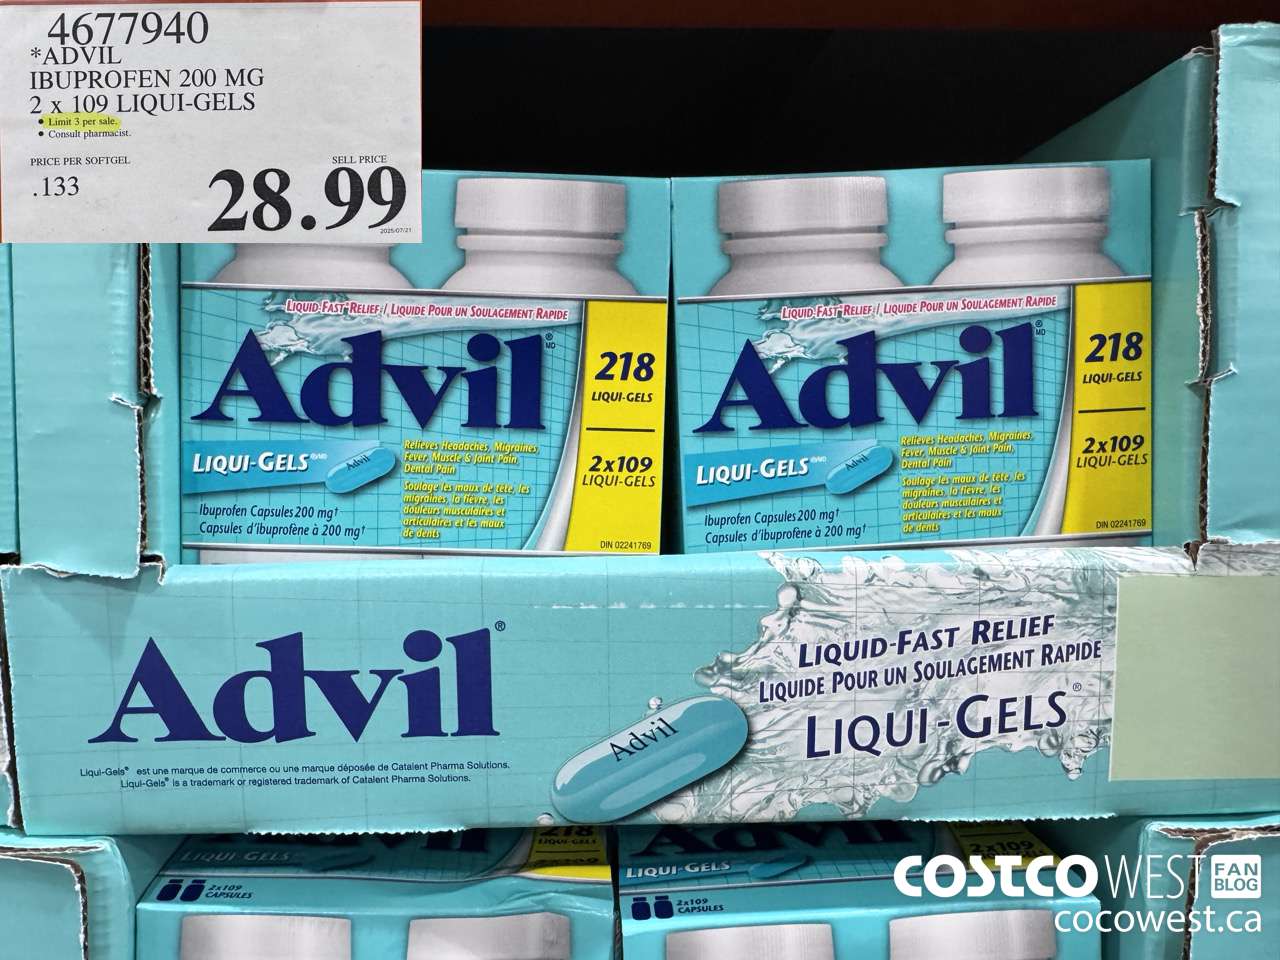 4677940
*ADVIL
IBUPROFEN 200 MG
2 x 109 LIQUI-GELS
• Limit 3 per sale.
• Consult pharmacist.
PRICE PER SOFTGEL
.133
SELL PRICE
28.99
2025/07/21
LIQUID-FAST RELIEF / LIQUIDE POUR UN SOULAGEMENT RAPIDE
Advil® MD
218
LIQUI-GELS
2x109
LIQUI-GELS
LIQUI-GELS®/MD
Advil
Relieves Headaches, Migraines,
Fever, Muscle & Joint Pain,
Dental Pain
Soulage les maux de tête, les
migraines, la fièvre, les
douleurs musculaires et
articulaires et les maux
de dents
Ibuprofen Capsules 200 mg†
Capsules d'ibuprofène à 200 mg†
DIN 02241769
LIQUID-FAST RELIEF / LIQUIDE POUR UN SOULAGEMENT RAPIDE
Advil® MD
218
LIQUI-GELS
2x109
LIQUI-GELS
LIQUI-GELS®/MD
Advil
Relieves Headaches, Migraines,
Fever, Muscle & Joint Pain,
Dental Pain
Soulage les maux de tête, les
migraines, la fièvre, les
douleurs musculaires et
articulaires et les maux
de dents
Ibuprofen Capsules 200 mg†
Capsules d'ibuprofène à 200 mg†
DIN 02241769
Advil®
Liqui-Gels® est une marque de commerce ou une marque déposée de Catalent Pharma Solutions.
Liqui-Gels® is a trademark or registered trademark of Catalent Pharma Solutions.
Advil
LIQUID-FAST RELIEF
LIQUIDE POUR UN SOULAGEMENT RAPIDE
LIQUI-GELS®
218
LIQUI-GELS
LIQUI-GELS
2x109
2x109
CAPSULES
LIQUI-GELS
2x109
2x109
CAPSULES
COSTCO WEST FAN BLOG
cocowest.ca